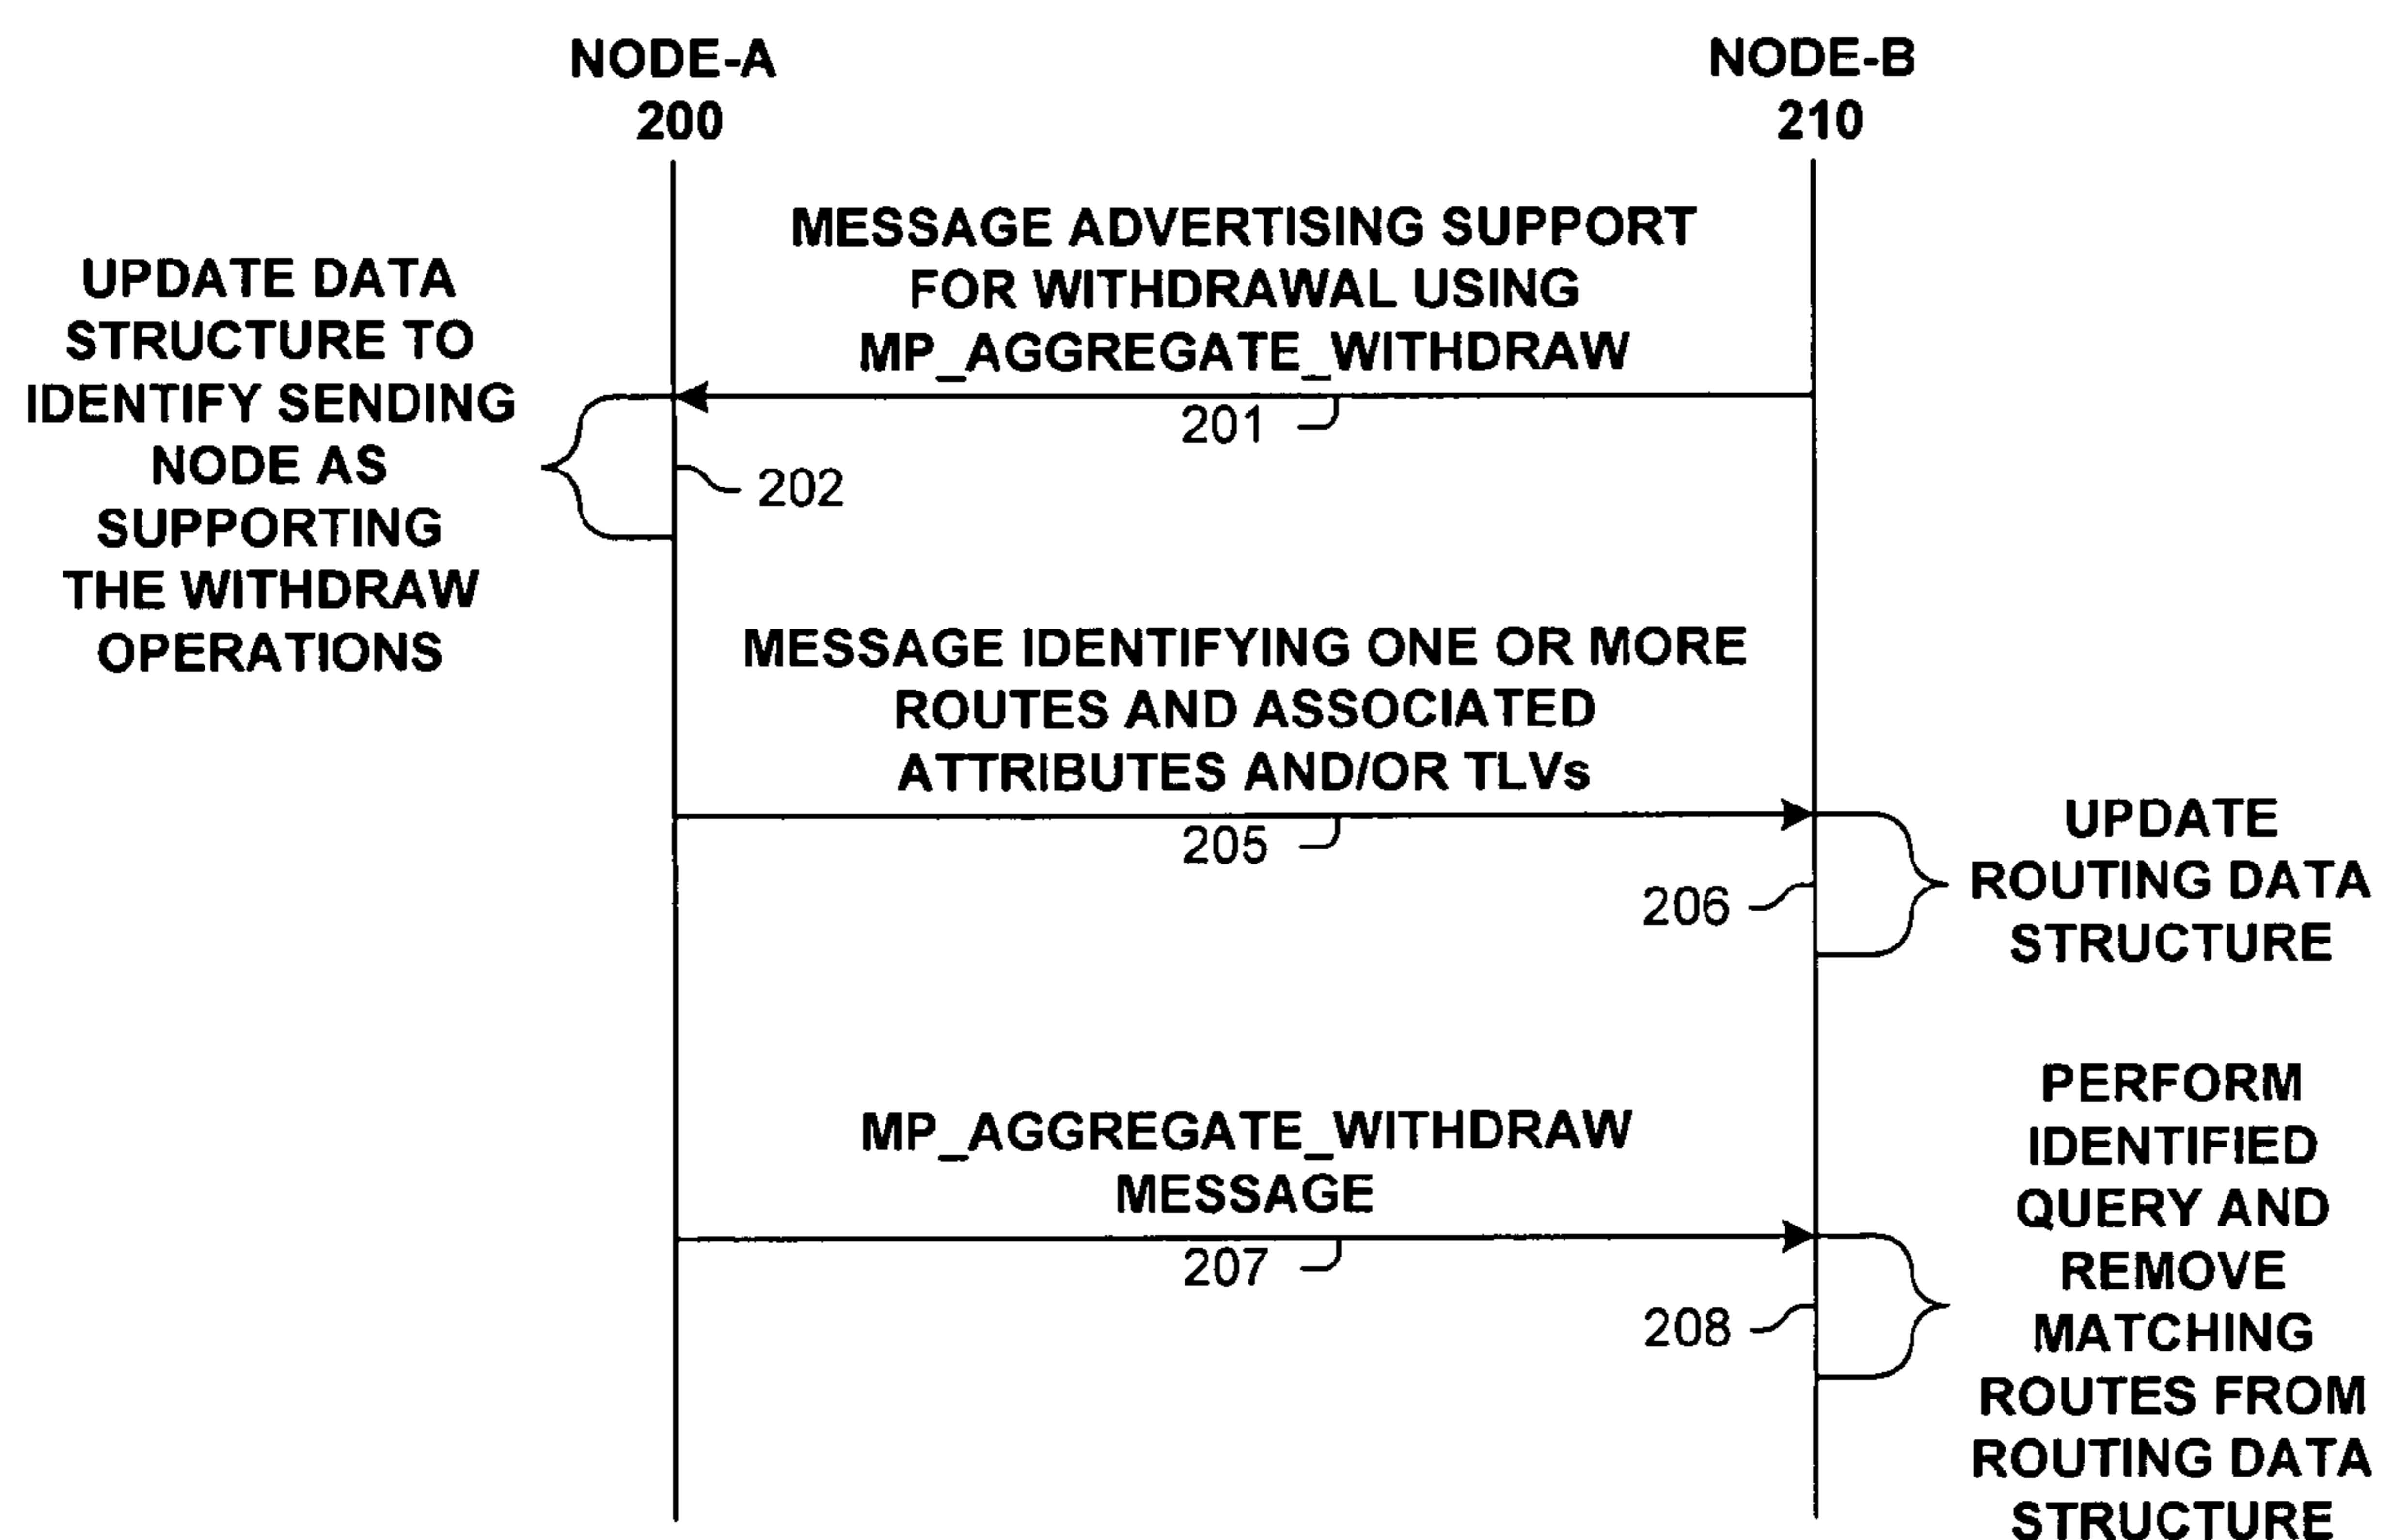 NODE-A
200
NODE-B
210
MESSAGE ADVERTISING SUPPORT
FOR WITHDRAWAL USING
MP_AGGREGATE_WITHDRAW
201
UPDATE DATA
STRUCTURE TO
IDENTIFY SENDING
NODE AS
SUPPORTING
THE WITHDRAW
OPERATIONS
202
MESSAGE IDENTIFYING ONE OR MORE
ROUTES AND ASSOCIATED
ATTRIBUTES AND/OR TLVs
205
206
UPDATE
ROUTING DATA
STRUCTURE
MP_AGGREGATE_WITHDRAW
MESSAGE
207
208
PERFORM
IDENTIFIED
QUERY AND
REMOVE
MATCHING
ROUTES FROM
ROUTING DATA
STRUCTURE